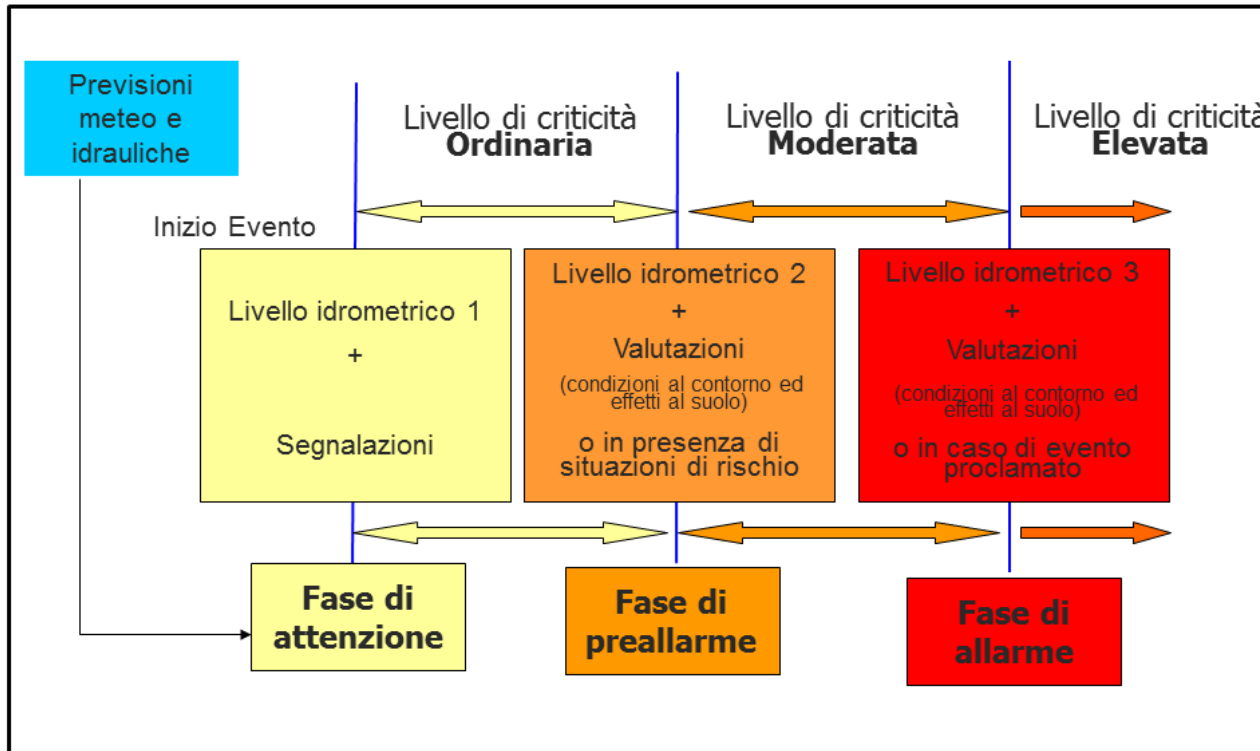 Previsioni
meteo e
idrauliche
Livello di criticità
Ordinaria
Livello di criticità
Moderata
Livello di criticità
Elevata
Inizio Evento
Livello idrometrico 1
+
Segnalazioni
Livello idrometrico 2
+
Valutazioni
(condizioni al contorno ed
effetti al suolo)
o in presenza di
situazioni di rischio
Livello idrometrico 3
+
Valutazioni
(condizioni al contorno ed
effetti al suolo)
o in caso di evento
proclamato
Fase di
attenzione
Fase di
preallarme
Fase di
allarme